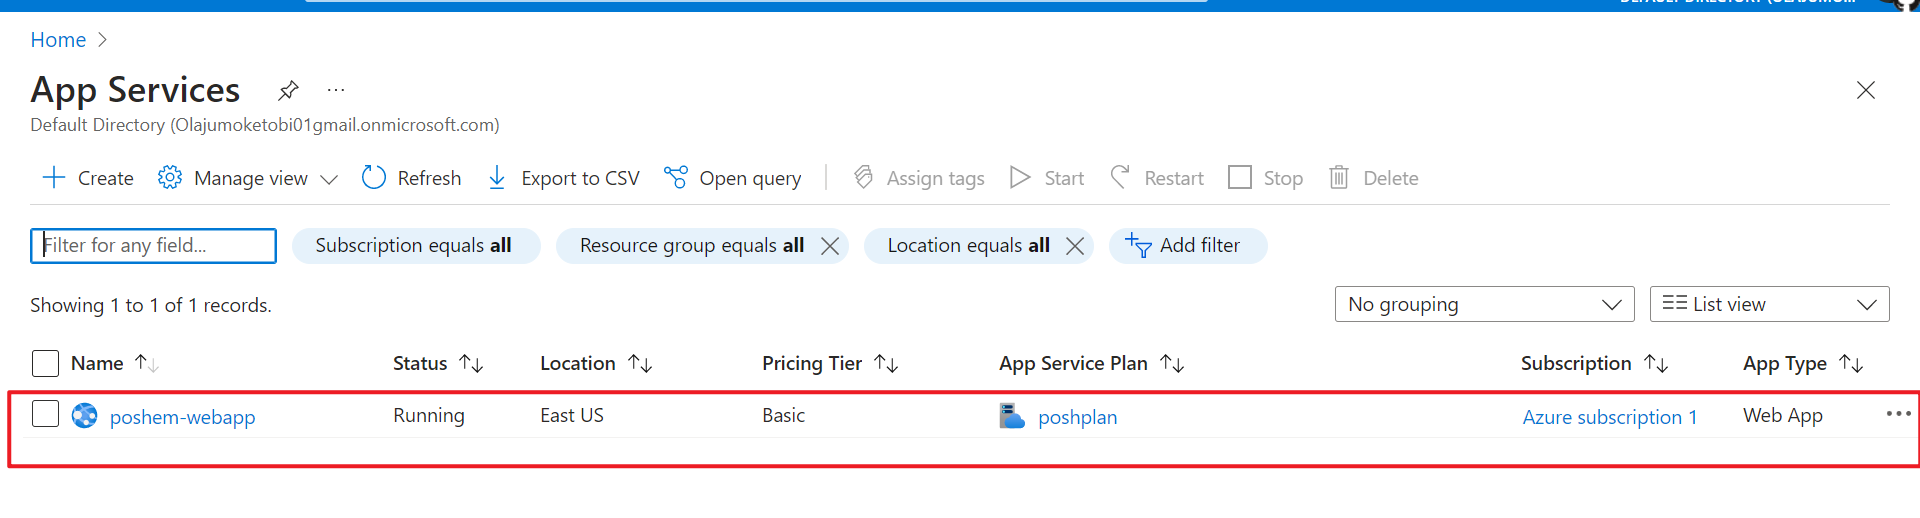 Home
App Services
Default Directory (Olajumoketobi01gmail.onmicrosoft.com)
Create Manage view Refresh Export to CSV Open query Assign tags Start Restart Stop Delete
Filter for any field... Subscription equals all Resource group equals all Location equals all Add filter
Showing 1 to 1 of 1 records. No grouping List view
Name Status Location Pricing Tier App Service Plan Subscription App Type
poshem-webapp Running East US Basic poshplan Azure subscription 1 Web App